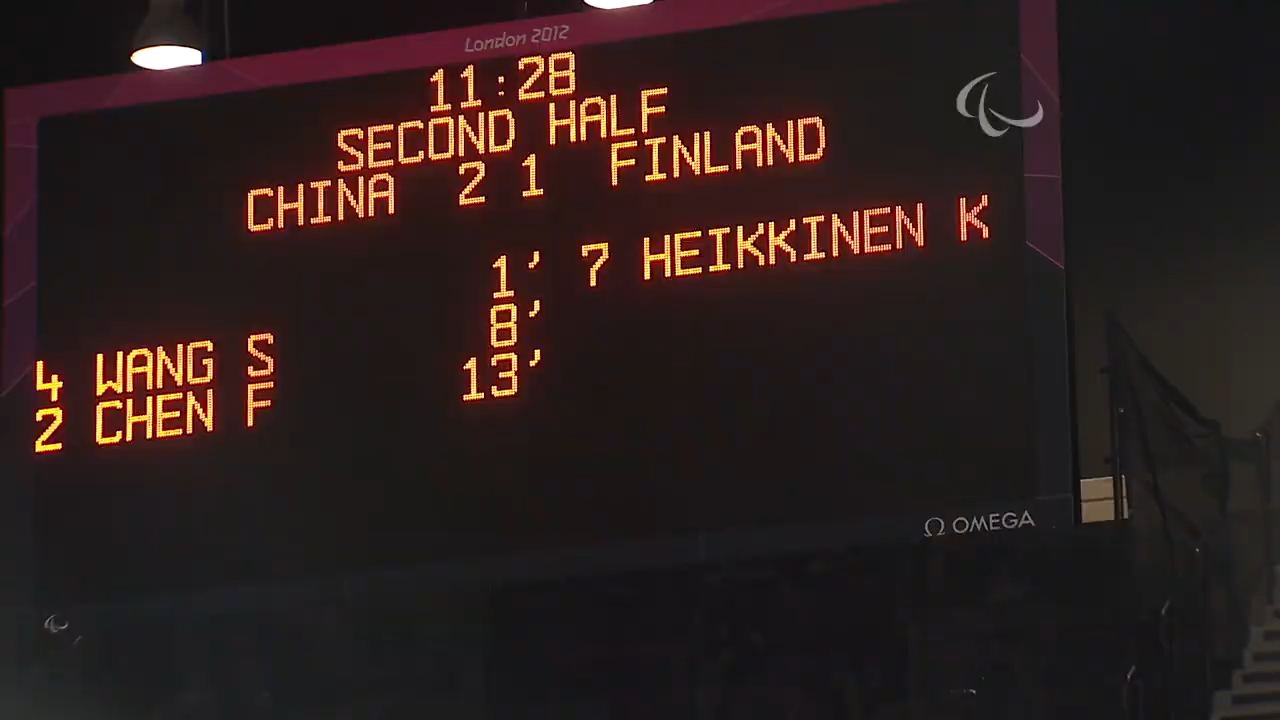 London 2012
11:28
SECOND HALF
CHINA 2 1 FINLAND
1' 7 HEIKKINEN K
4 WANG S 8'
2 CHEN F 13'
Ω OMEGA